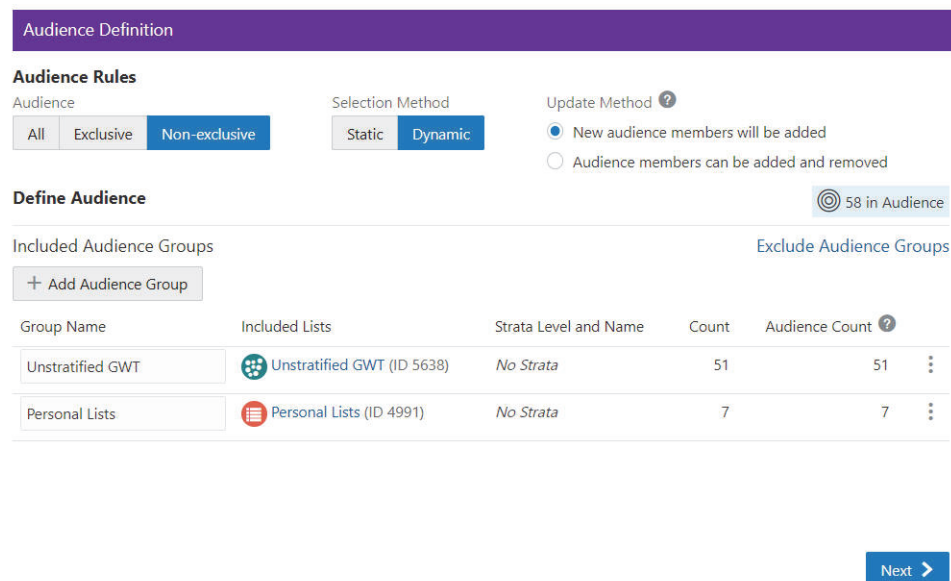 Audience Definition
Audience Rules
Audience
Selection Method
Update Method ?
All Exclusive Non-exclusive
Static Dynamic
New audience members will be added
Audience members can be added and removed
Define Audience
58 in Audience
Included Audience Groups
Exclude Audience Groups
+ Add Audience Group
Group Name Included Lists Strata Level and Name Count Audience Count ?
Unstratified GWT Unstratified GWT (ID 5638) No Strata 51 51
Personal Lists Personal Lists (ID 4991) No Strata 7 7
Next